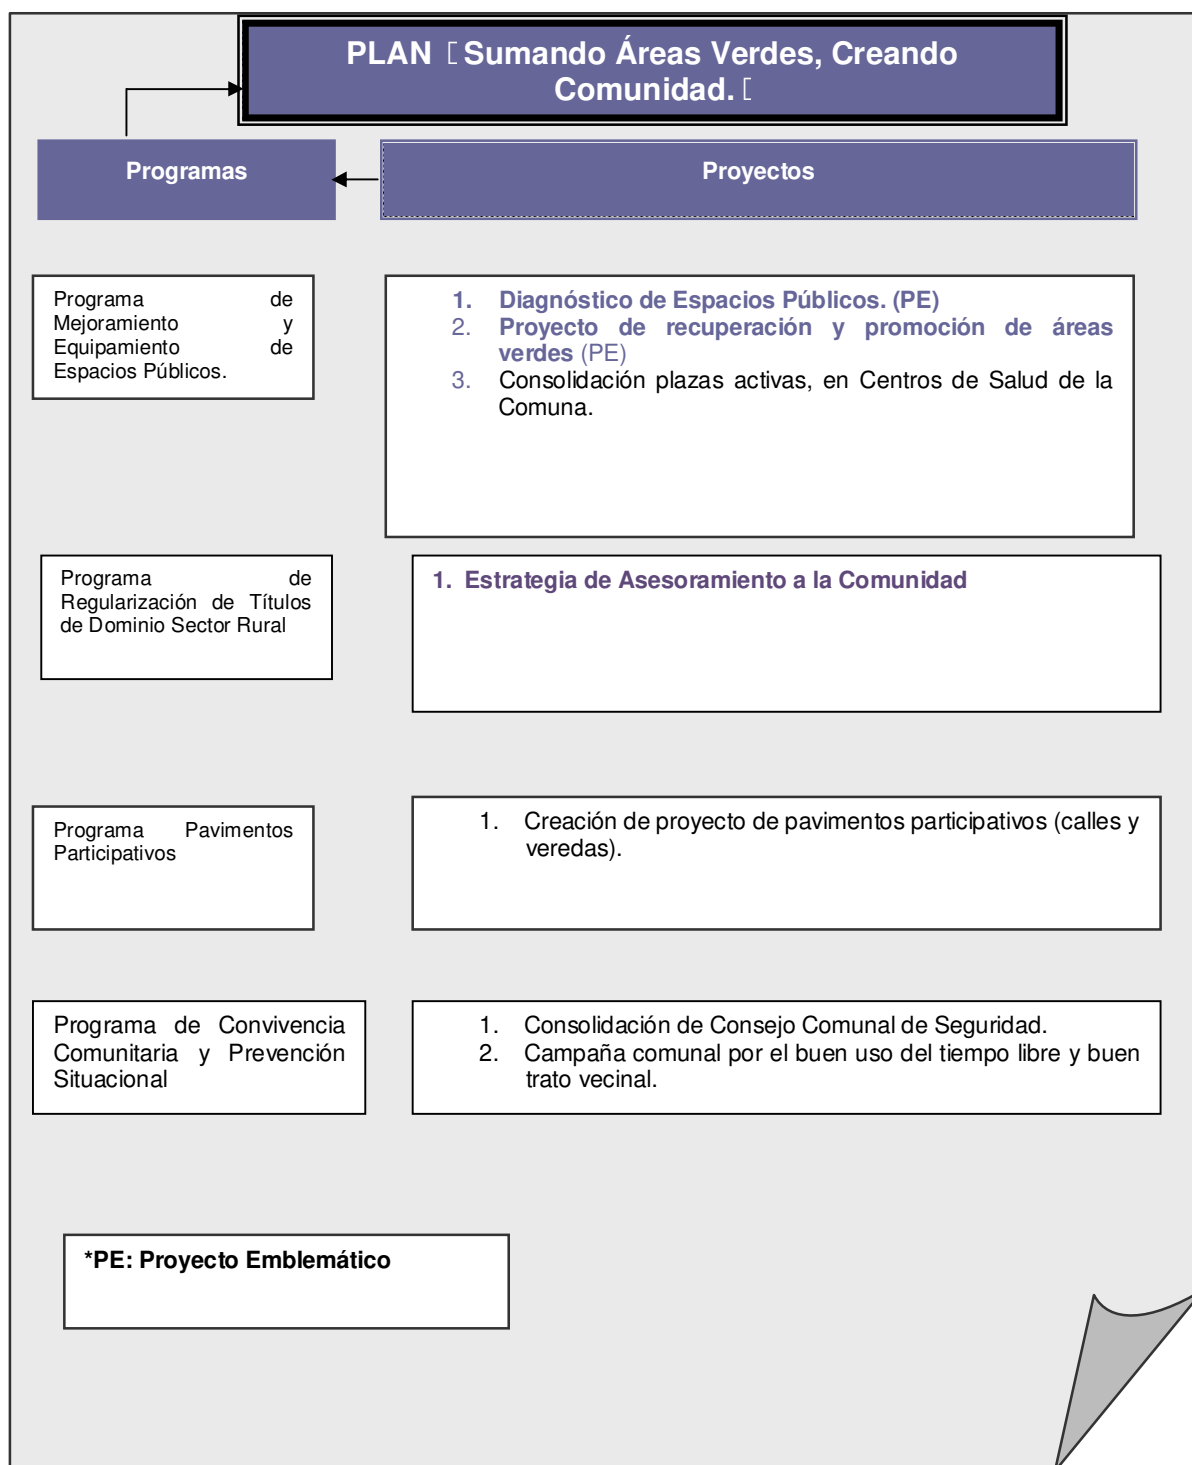 PLAN [ Sumando Áreas Verdes, Creando
Comunidad. [
Programas
Proyectos
Programa de
Mejoramiento y
Equipamiento de
Espacios Públicos.
1. Diagnóstico de Espacios Públicos. (PE)
2. Proyecto de recuperación y promoción de áreas
verdes (PE)
3. Consolidación plazas activas, en Centros de Salud de la
Comuna.
Programa de
Regularización de Títulos
de Dominio Sector Rural
1. Estrategia de Asesoramiento a la Comunidad
Programa Pavimentos
Participativos
1. Creación de proyecto de pavimentos participativos (calles y
veredas).
Programa de Convivencia
Comunitaria y Prevención
Situacional
1. Consolidación de Consejo Comunal de Seguridad.
2. Campaña comunal por el buen uso del tiempo libre y buen
trato vecinal.
*PE: Proyecto Emblemático